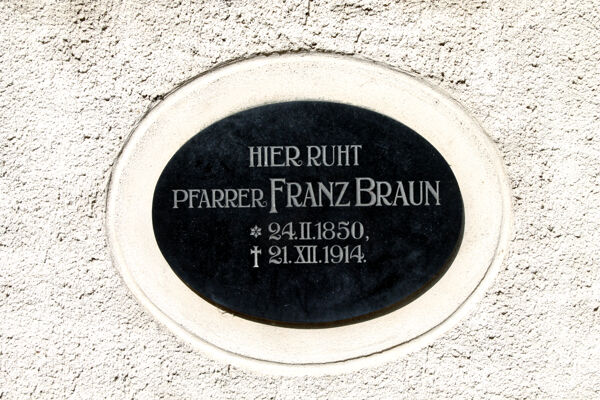 HIER RUHT
PFARRER FRANZ BRAUN
* 24.II.1850,
† 21.XII.1914.